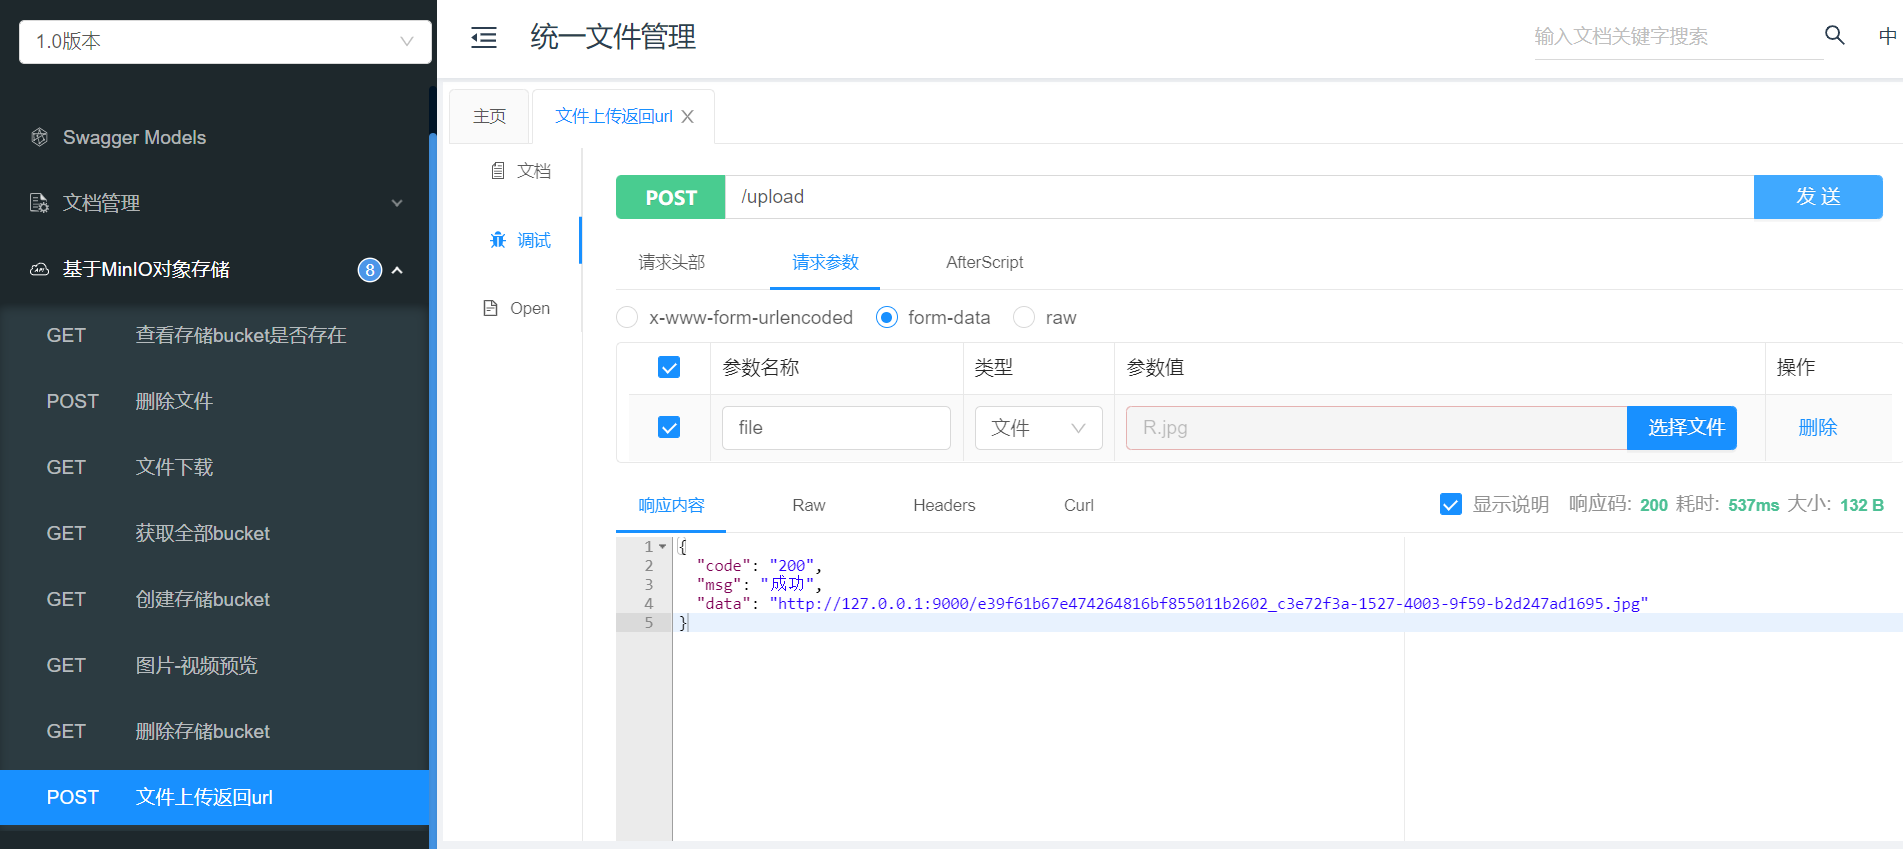 1.0版本
Swagger Models
文档管理
基于MinIO对象存储 8
GET 查看存储bucket是否存在
POST 删除文件
GET 文件下载
GET 获取全部bucket
GET 创建存储bucket
GET 图片-视频预览
GET 删除存储bucket
POST 文件上传返回url
统一文件管理
输入文档关键字搜索
中
主页
文件上传返回url
文档
调试
Open
POST /upload 发 送
请求头部 请求参数 AfterScript
x-www-form-urlencoded form-data raw
参数名称 类型 参数值 操作
file 文件 R.jpg 选择文件 删除
响应内容 Raw Headers Curl
显示说明 响应码: 200 耗时: 537ms 大小: 132 B
1 {
2 "code": "200",
3 "msg": "成功",
4 "data": "http://127.0.0.1:9000/e39f61b67e474264816bf855011b2602_c3e72f3a-1527-4003-9f59-b2d247ad1695.jpg"
5 }